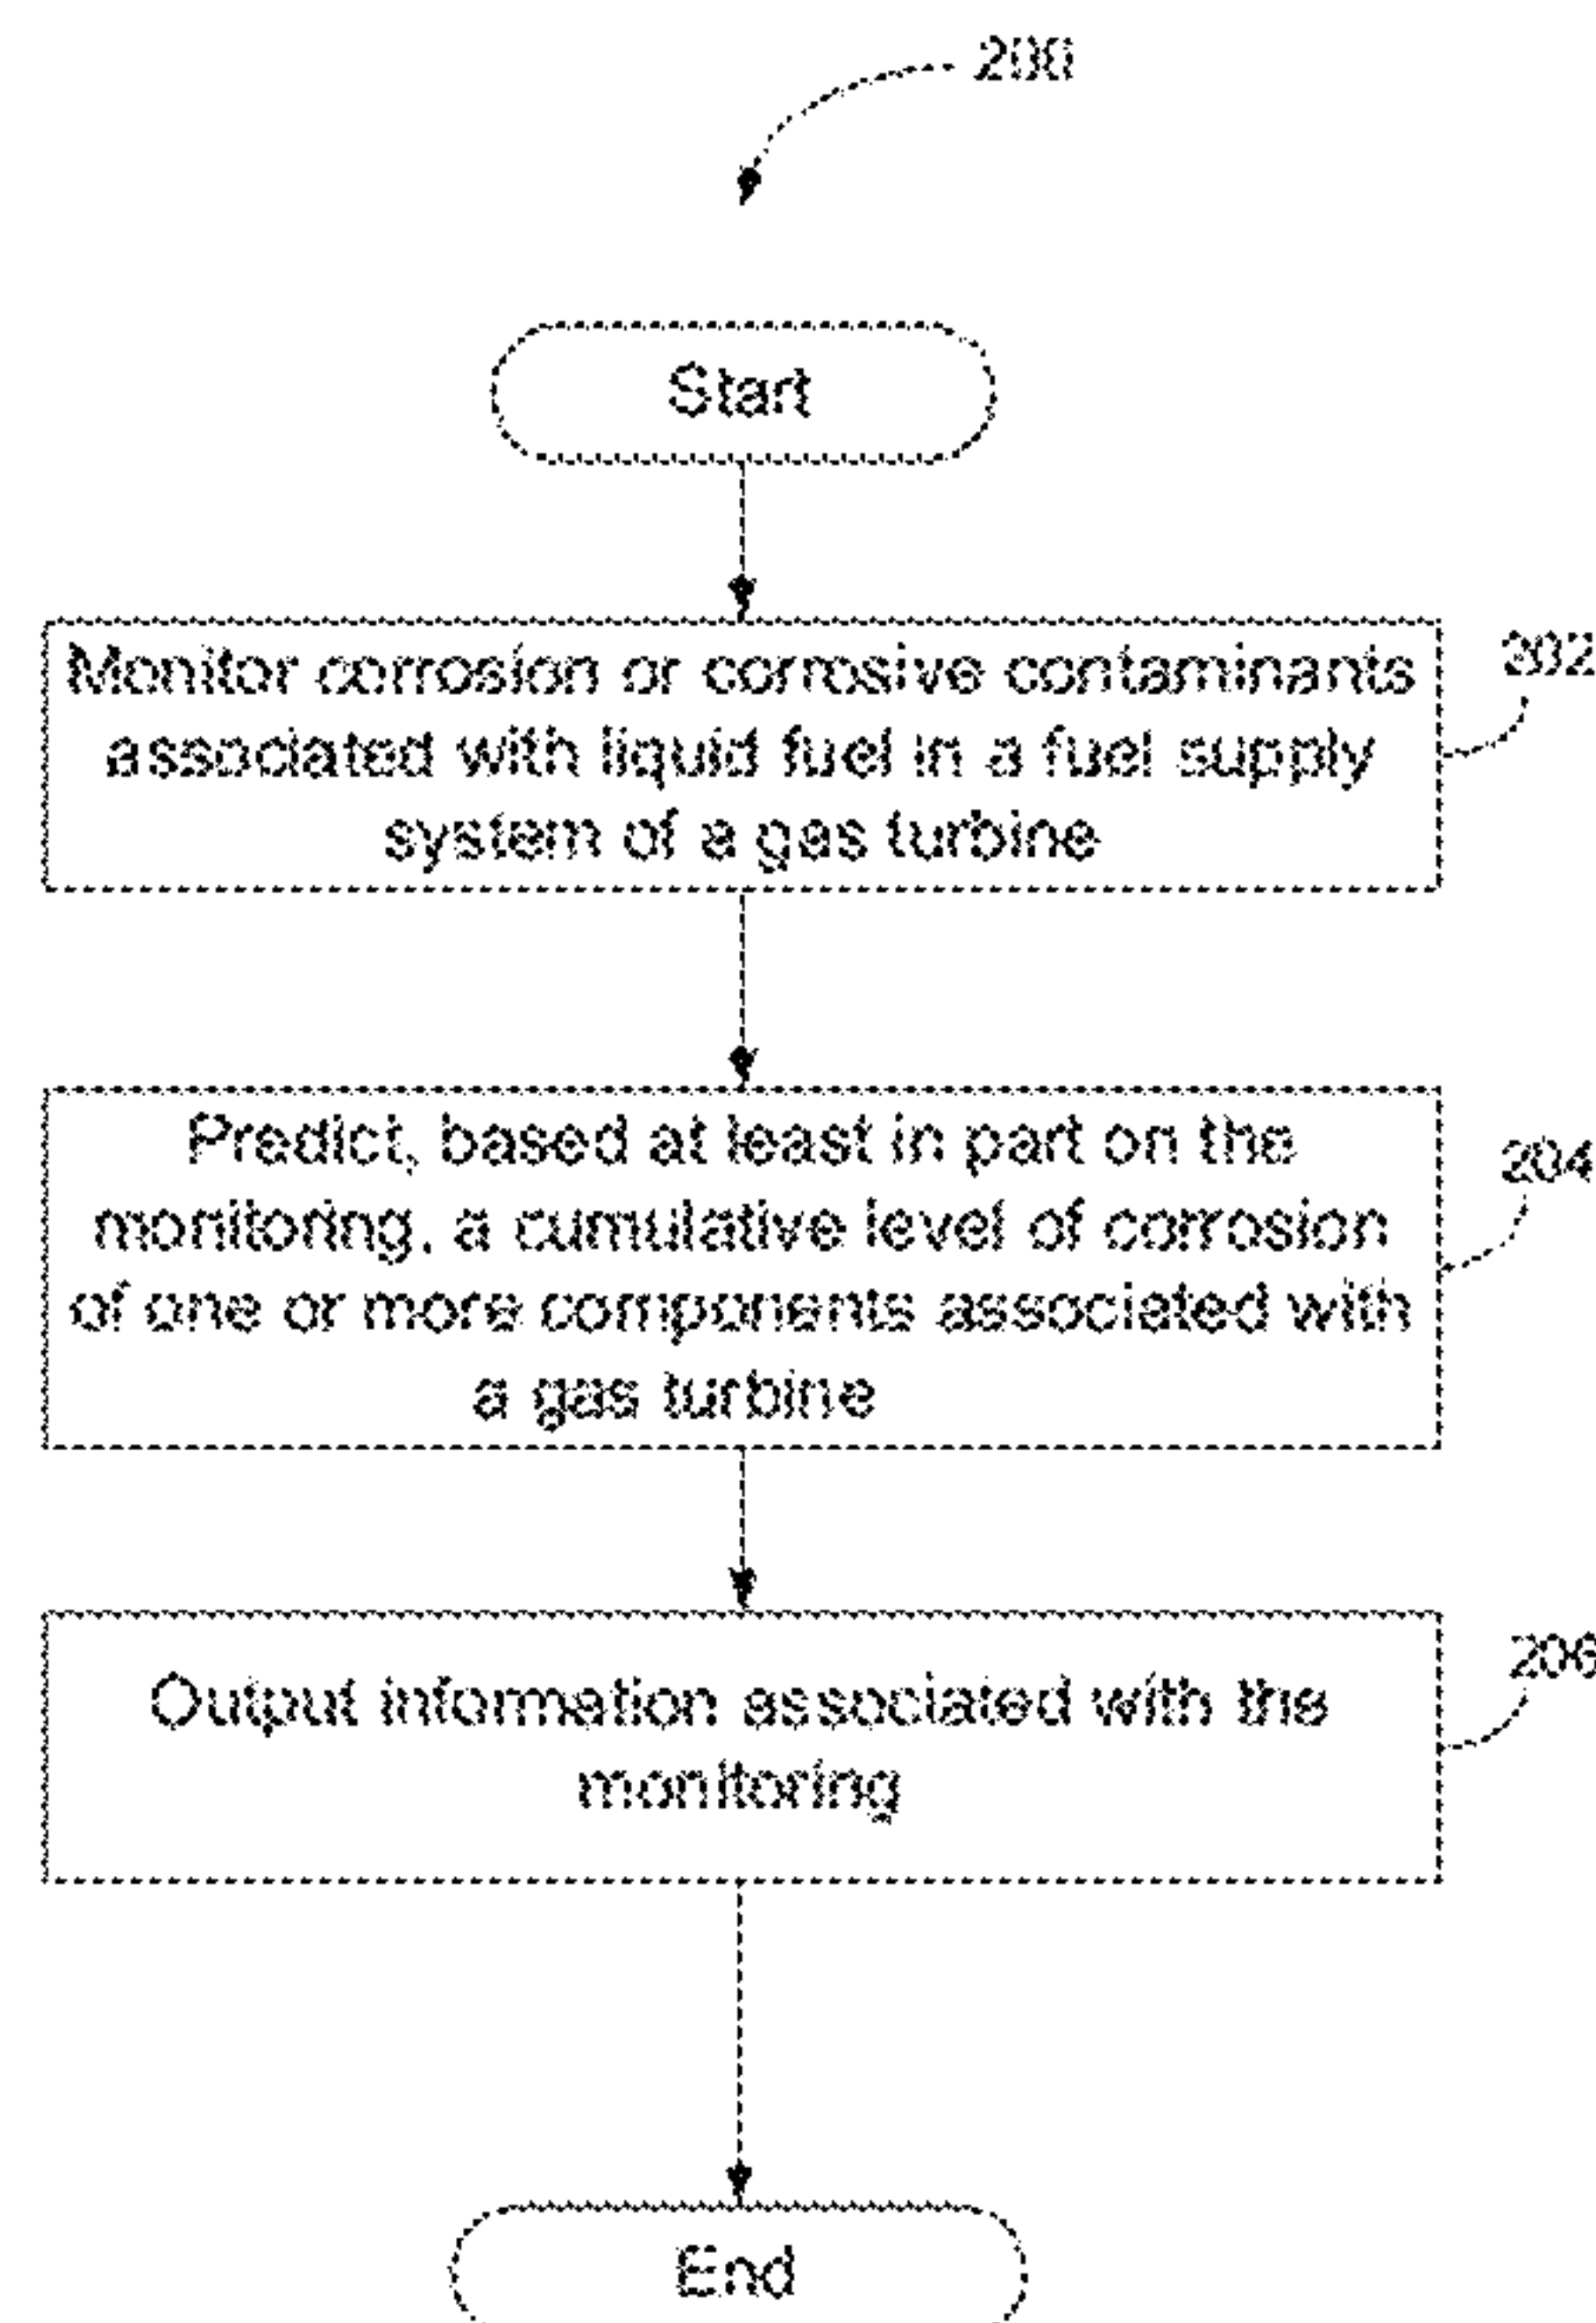 200
Start
Monitor corrosion or corrosive contaminants
associated with liquid fuel in a fuel supply
system of a gas turbine
202
Predict, based at least in part on the
monitoring, a cumulative level of corrosion
of one or more components associated with
a gas turbine
204
Output information associated with the
monitoring
206
End